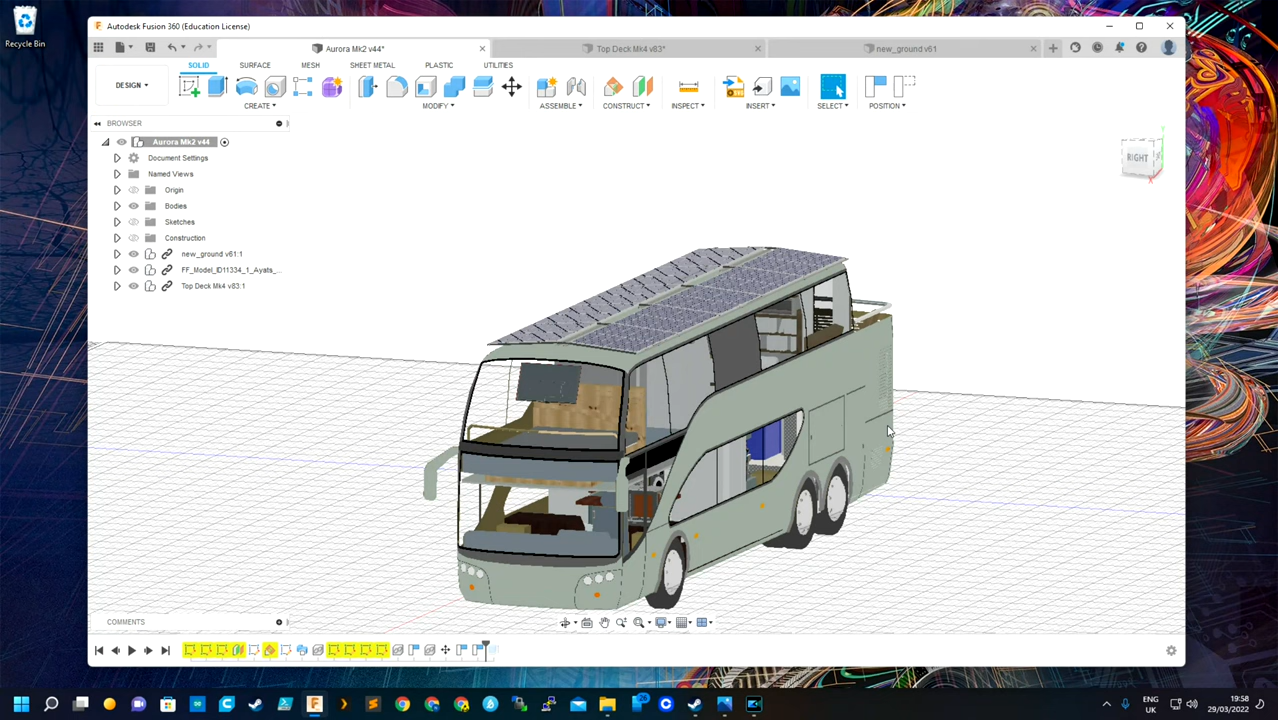 Recycle Bin
Autodesk Fusion 360 (Education License)
Aurora Mk2 v44*
Top Deck Mk4 v83*
new_ground v61
DESIGN
SOLID
SURFACE
MESH
SHEET METAL
PLASTIC
UTILITIES
CREATE
MODIFY
ASSEMBLE
CONSTRUCT
INSPECT
INSERT
SELECT
POSITION
BROWSER
Aurora Mk2 v44
Document Settings
Named Views
Origin
Bodies
Sketches
Construction
new_ground v61:1
FF_Model_ID11334_1_Ayats_...
Top Deck Mk4 v83:1
RIGHT
COMMENTS
ENG
UK
19:58
29/03/2022